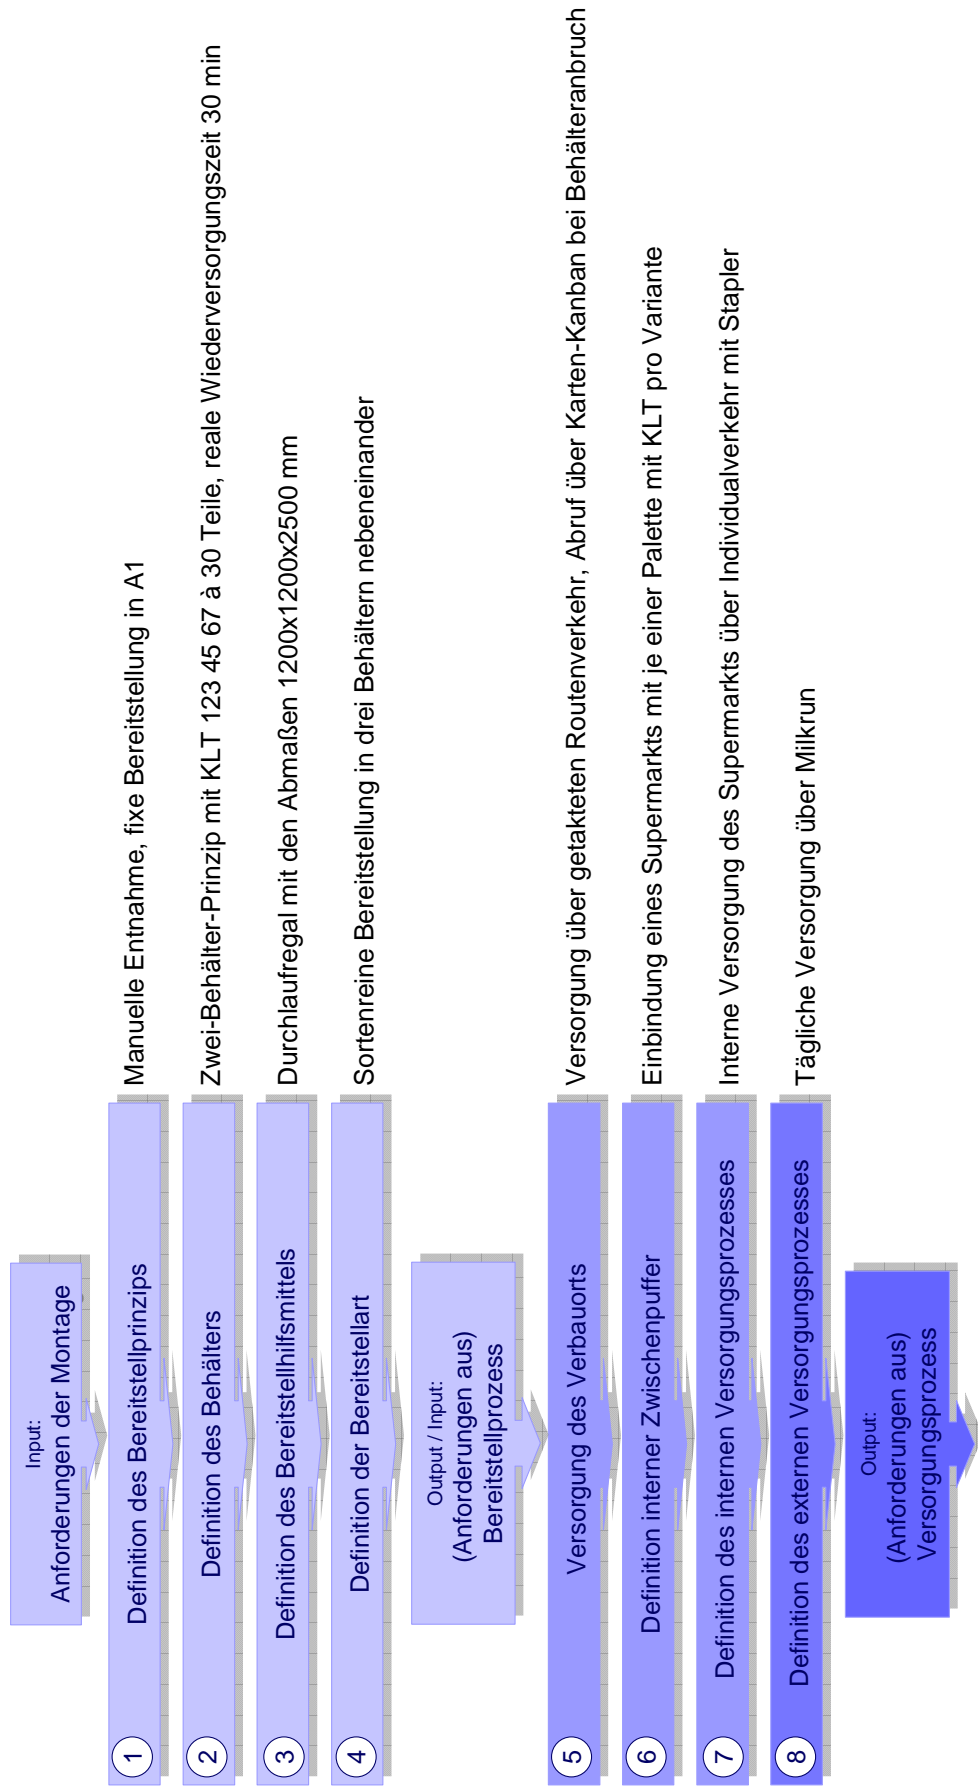 Input:
Anforderungen der Montage
1 Definition des Bereitstellprinzips Manuelle Entnahme, fixe Bereitstellung in A1
2 Definition des Behälters Zwei-Behälter-Prinzip mit KLT 123 45 67 à 30 Teile, reale Wiederversorgungszeit 30 min
3 Definition des Bereitstellhilfsmittels Durchlaufregal mit den Abmaßen 1200x1200x2500 mm
4 Definition der Bereitstellart Sortenreine Bereitstellung in drei Behältern nebeneinander
Output / Input:
(Anforderungen aus)
Bereitstellprozess
5 Versorgung des Verbauorts Versorgung über getakteten Routenverkehr, Abruf über Karten-Kanban bei Behälteranbruch
6 Definition interner Zwischenpuffer Einbindung eines Supermarkts mit je einer Palette mit KLT pro Variante
7 Definition des internen Versorgungsprozesses Interne Versorgung des Supermarkts über Individualverkehr mit Stapler
8 Definition des externen Versorgungsprozesses Tägliche Versorgung über Milkrun
Output:
(Anforderungen aus)
Versorgungsprozess